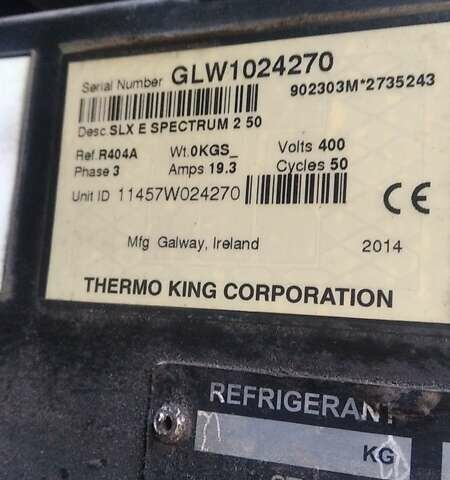 Serial Number GLW1024270
902303M*2735243
Desc. SLX E SPECTRUM 2 50
Ref. R404A Wt. 0KGS_ Volts 400
Phase 3 Amps 19.3 Cycles 50
Unit ID 11457W024270
CE
Mfg Galway, Ireland 2014
THERMO KING CORPORATION
REFRIGERANT
KG